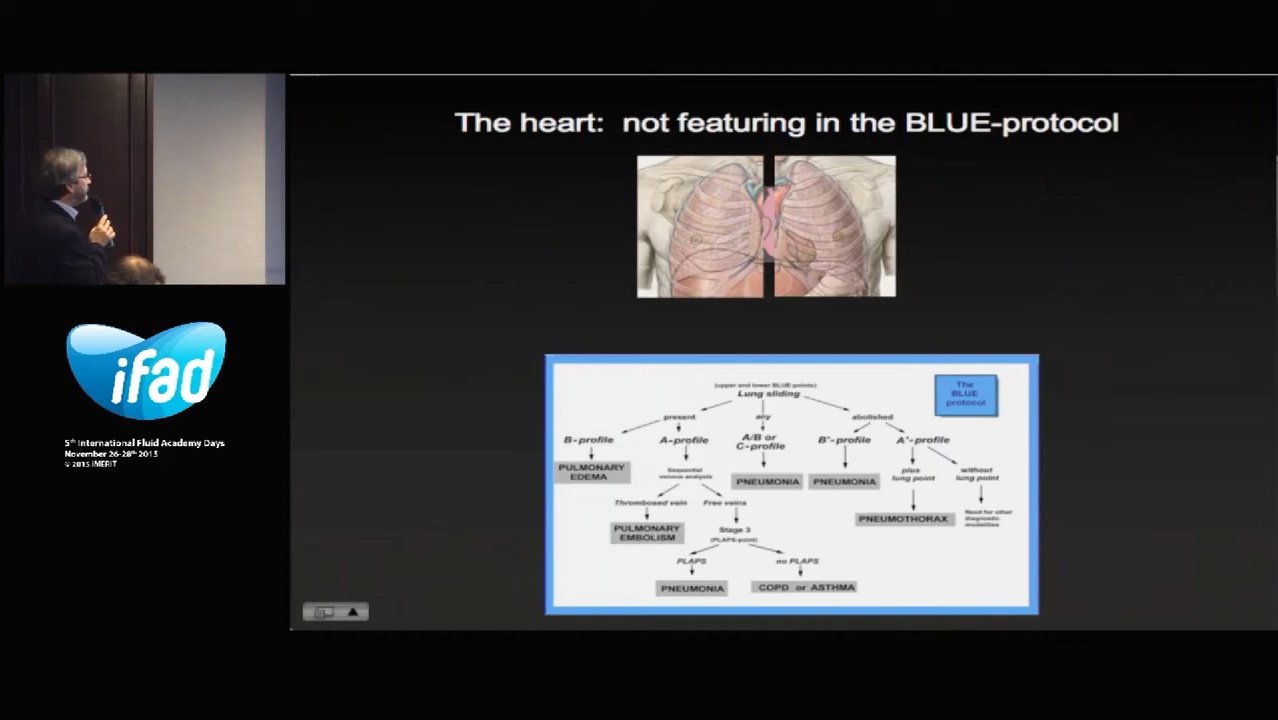 The heart: not featuring in the BLUE-protocol
ifad
5th International Fluid Academy Days
November 26-28th 2015
© 2015 iMERIT
The
BLUE
protocol
(upper and lower BLUE-points)
Lung sliding
present
any
abolished
B-profile
A-profile
A/B or
C-profile
B'-profile
A'-profile
PULMONARY
EDEMA
Sequential
venous analysis
PNEUMONIA
PNEUMONIA
plus
lung point
without
lung point
Thrombosed vein
Free veins
PULMONARY
EMBOLISM
Stage 3
(PLAPS-point)
PNEUMOTHORAX
Need for other
diagnostic
modalities
PLAPS
no PLAPS
PNEUMONIA
COPD or ASTHMA